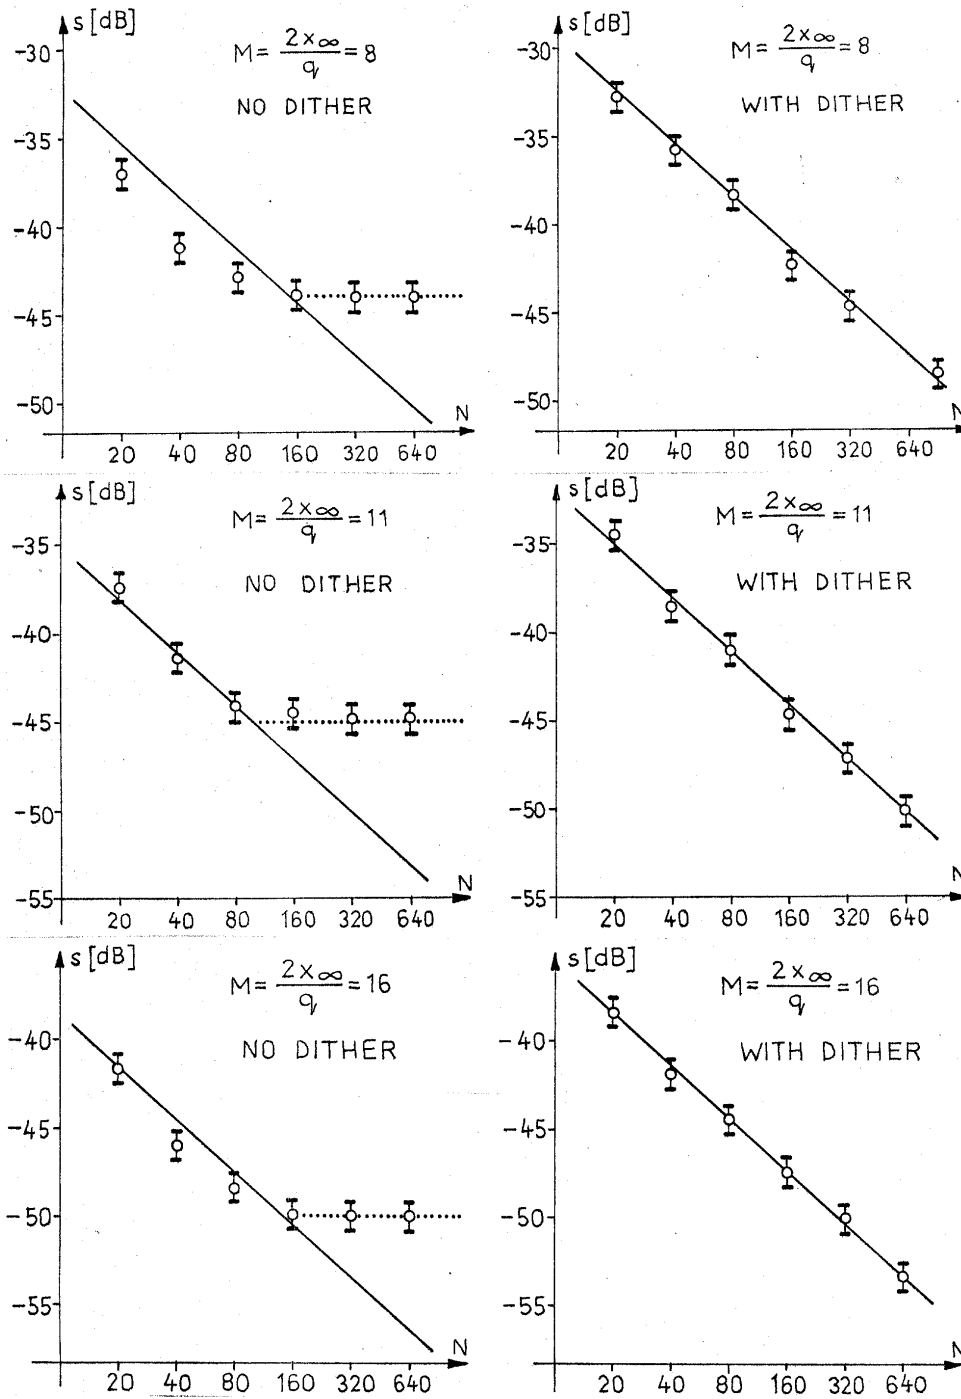 s [dB]
M = 2x∞ / q = 8
NO DITHER
-30
-35
-40
-45
-50
N
20 40 80 160 320 640
s [dB]
M = 2x∞ / q = 8
WITH DITHER
-30
-35
-40
-45
-50
N
20 40 80 160 320 640
s [dB]
M = 2x∞ / q = 11
NO DITHER
-35
-40
-45
-50
-55
N
20 40 80 160 320 640
s [dB]
M = 2x∞ / q = 11
WITH DITHER
-35
-40
-45
-50
-55
N
20 40 80 160 320 640
s [dB]
M = 2x∞ / q = 16
NO DITHER
-40
-45
-50
-55
N
20 40 80 160 320 640
s [dB]
M = 2x∞ / q = 16
WITH DITHER
-40
-45
-50
-55
N
20 40 80 160 320 640